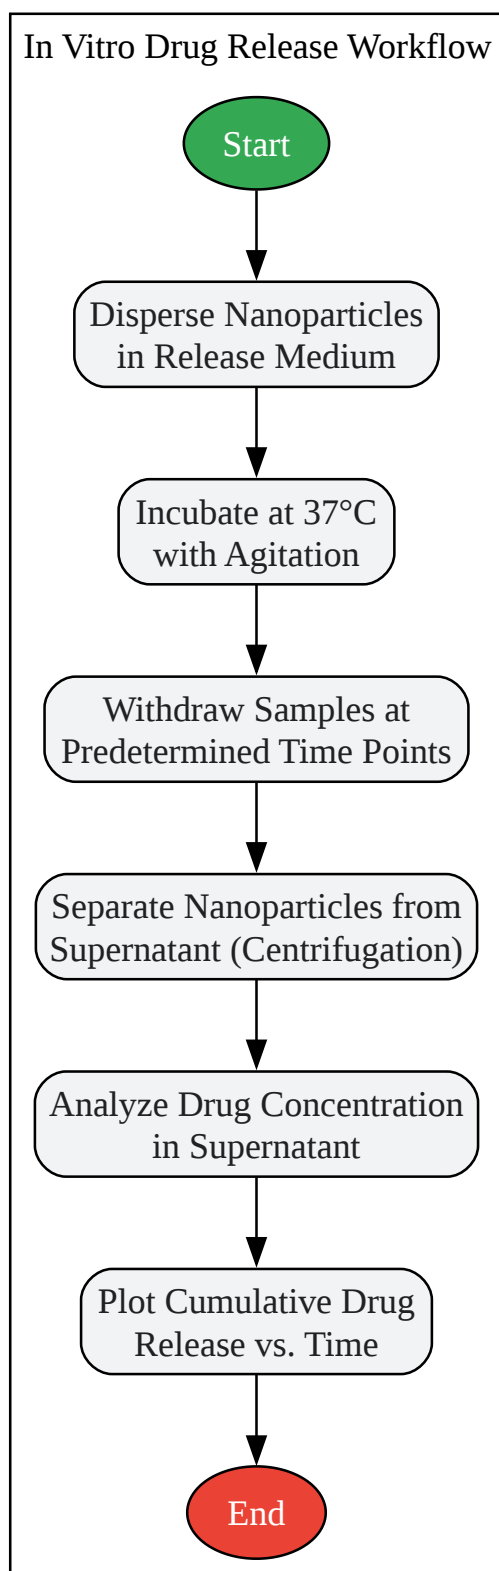 In Vitro Drug Release Workflow
Start
Disperse Nanoparticles
in Release Medium
Incubate at 37°C
with Agitation
Withdraw Samples at
Predetermined Time Points
Separate Nanoparticles from
Supernatant (Centrifugation)
Analyze Drug Concentration
in Supernatant
Plot Cumulative Drug
Release vs. Time
End